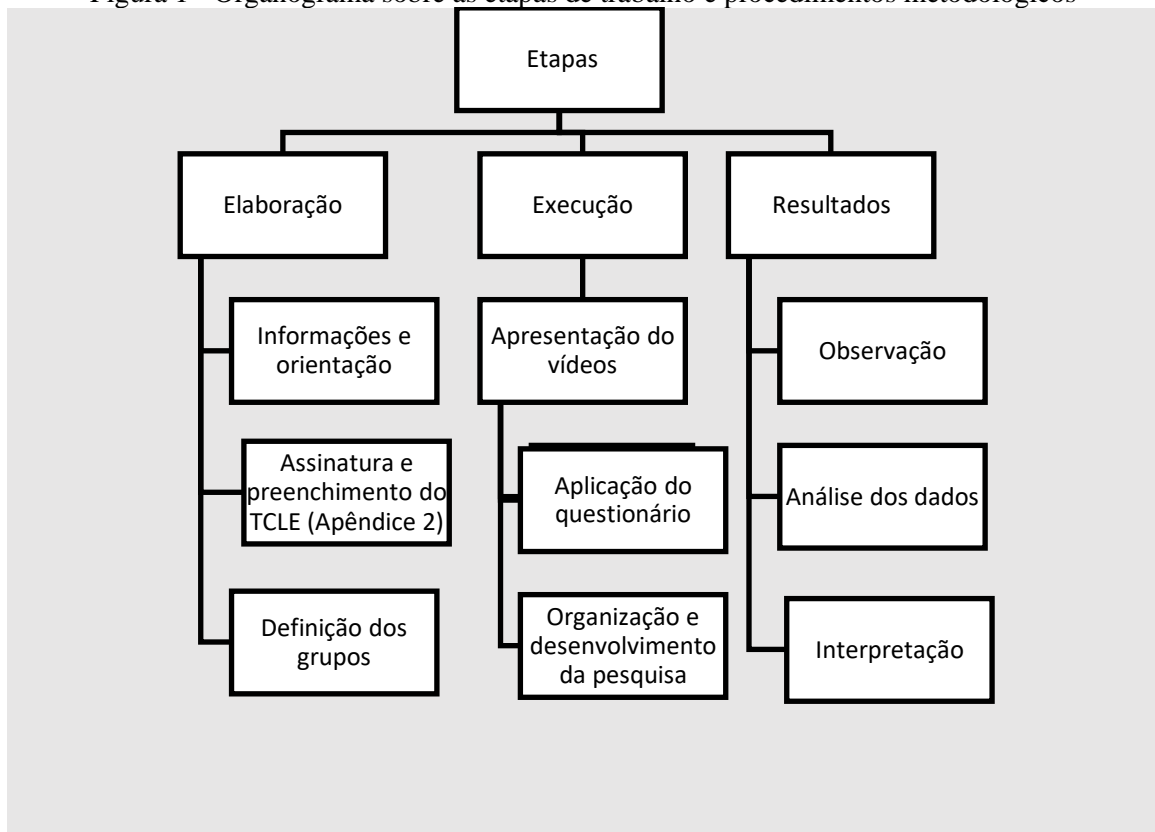 Figura 1 - Organograma sobre as etapas de trabalho e procedimentos metodológicos
Etapas
Elaboração
Execução
Resultados
Informações e
orientação
Assinatura e
preenchimento do
TCLE (Apêndice 2)
Definição dos
grupos
Apresentação do
vídeos
Aplicação do
questionário
Organização e
desenvolvimento
da pesquisa
Observação
Análise dos dados
Interpretação